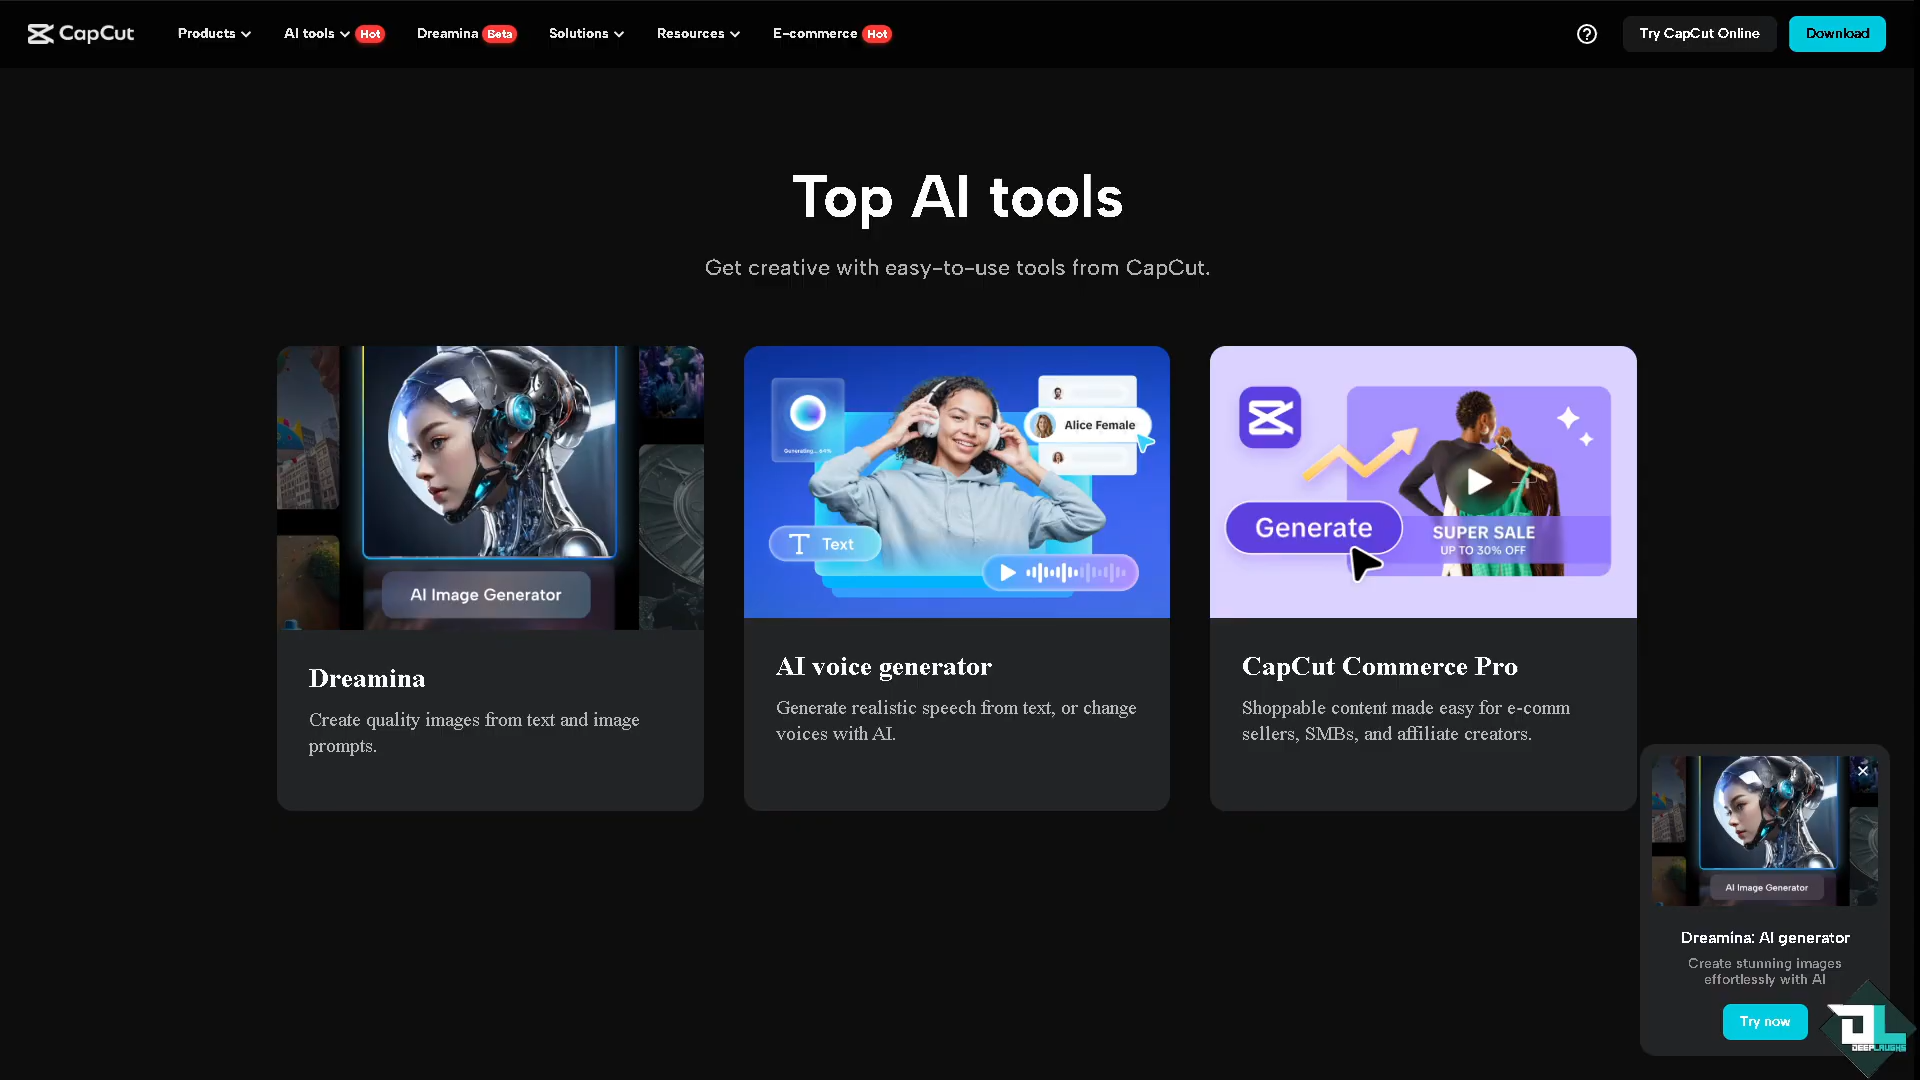 CapCut
Products
AI tools Hot
Dreamina Beta
Solutions
Resources
E-commerce Hot
Try CapCut Online
Download
Top AI tools
Get creative with easy-to-use tools from CapCut.
AI Image Generator
Dreamina
Create quality images from text and image
prompts.
Generating... 64%
Alice Female
Text
AI voice generator
Generate realistic speech from text, or change
voices with AI.
Generate
SUPER SALE
UP TO 30% OFF
CapCut Commerce Pro
Shoppable content made easy for e-comm
sellers, SMBs, and affiliate creators.
AI Image Generator
Dreamina: AI generator
Create stunning images
effortlessly with AI
Try now
DL
DEEPLAUGHS